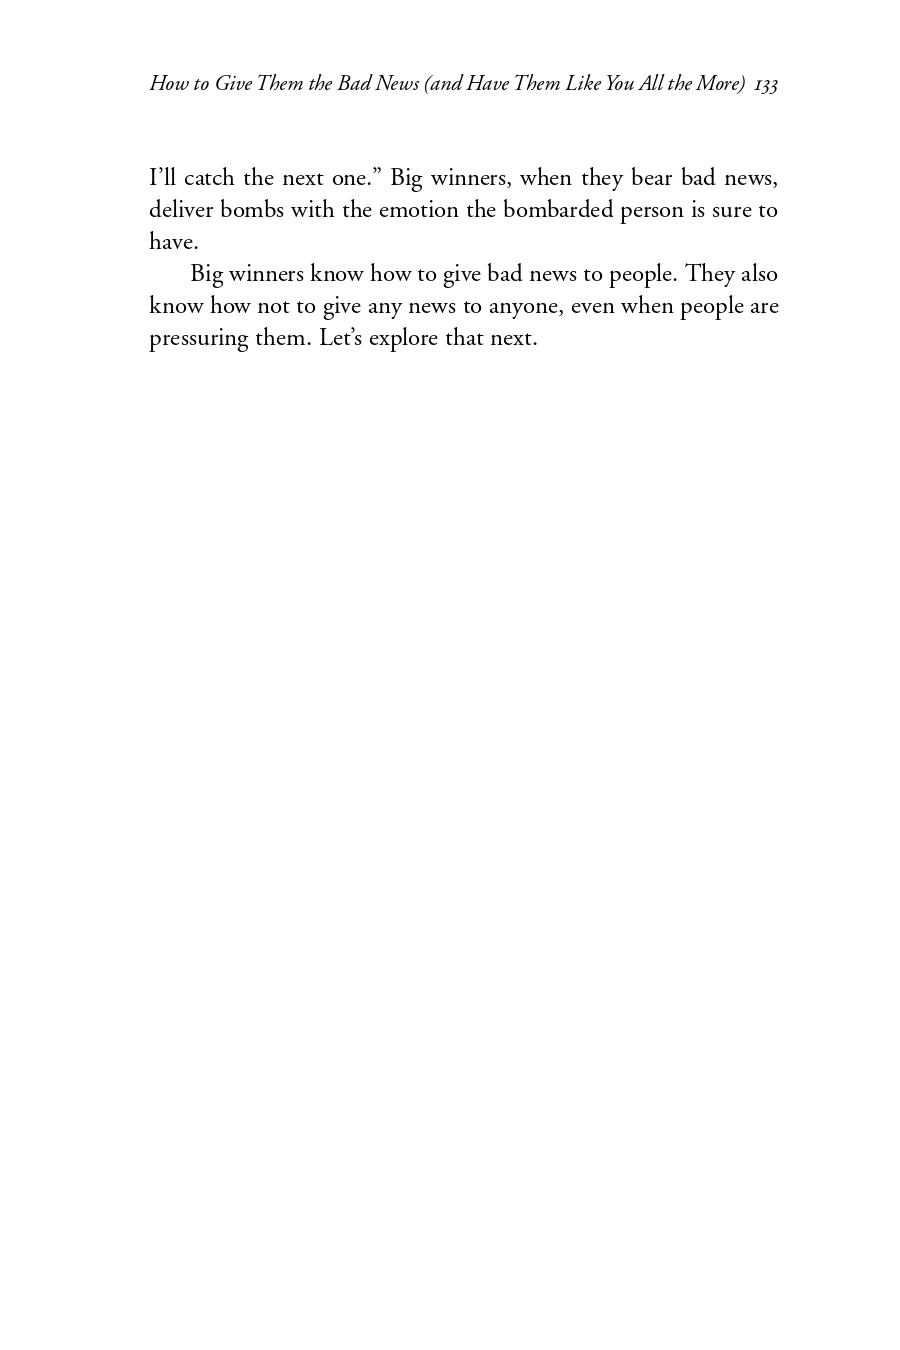 How to Give Them the Bad News (and Have Them Like You All the More) 133
I’ll catch the next one.” Big winners, when they bear bad news,
deliver bombs with the emotion the bombarded person is sure to
have.
Big winners know how to give bad news to people. They also
know how not to give any news to anyone, even when people are
pressuring them. Let’s explore that next.